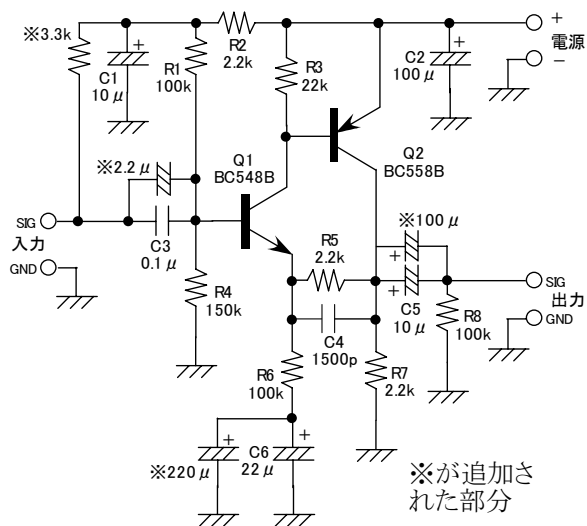 ※3.3k
C1
10μ
R1
100k
R2
2.2k
R3
22k
C2
100μ
+
電源
−
※2.2μ
Q1
BC548B
Q2
BC558B
SIG
入力
GND
C3
0.1μ
R4
150k
R5
2.2k
C4
1500p
※100μ
C5
10μ
R8
100k
SIG
出力
GND
R6
100k
R7
2.2k
※220μ
C6
22μ
※が追加さ
れた部分
+
+
+
+
+
+